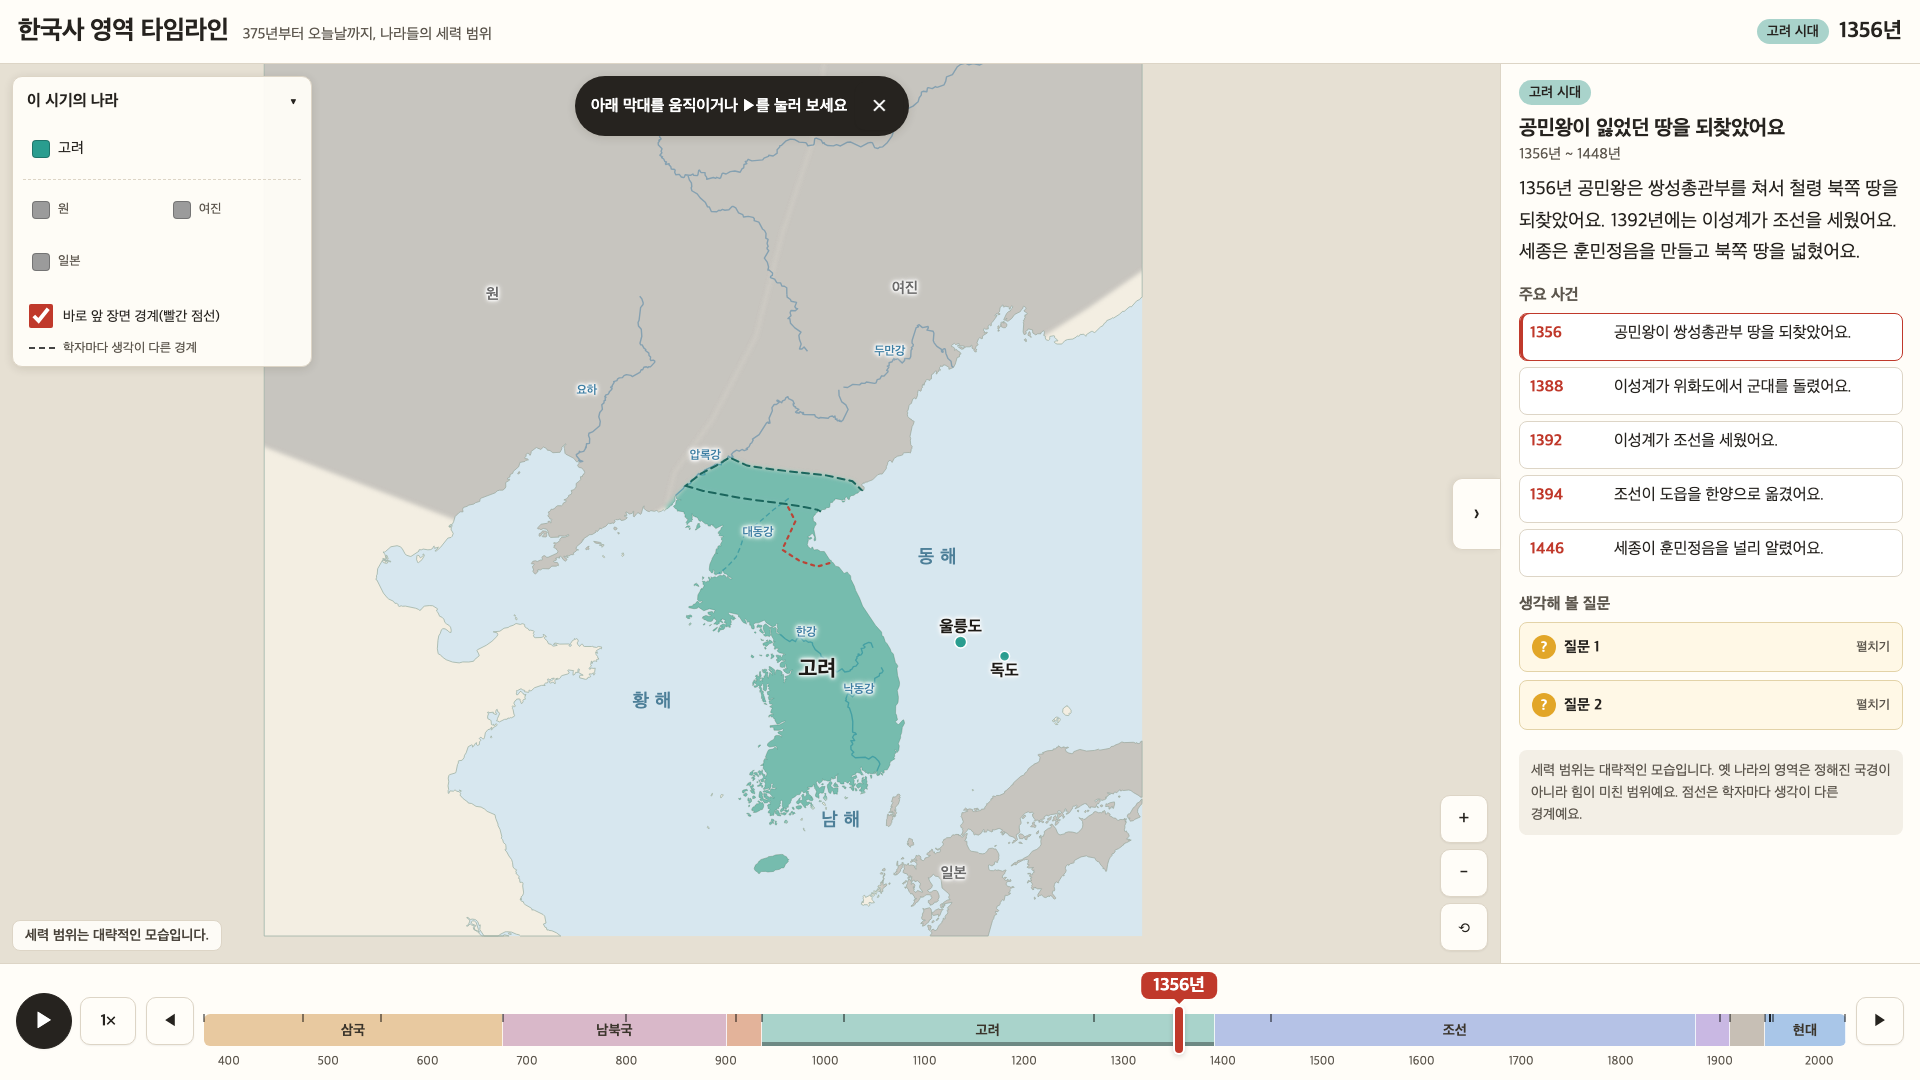 한국사 영역 타임라인
375년부터 오늘날까지, 나라들의 세력 범위
고려 시대
1356년
이 시기의 나라
고려
원
여진
일본
바로 앞 장면 경계(빨간 점선)
학자마다 생각이 다른 경계
아래 막대를 움직이거나 ▶를 눌러 보세요 ✕
원
여진
두만강
요하
압록강
대동강
동해
울릉도
한강
독도
고려
낙동강
황해
남해
일본
세력 범위는 대략적인 모습입니다.
›
+
−
⟲
고려 시대
공민왕이 잃었던 땅을 되찾았어요
1356년 ~ 1448년
1356년 공민왕은 쌍성총관부를 쳐서 철령 북쪽 땅을
되찾았어요. 1392년에는 이성계가 조선을 세웠어요.
세종은 훈민정음을 만들고 북쪽 땅을 넓혔어요.
주요 사건
1356 공민왕이 쌍성총관부 땅을 되찾았어요.
1388 이성계가 위화도에서 군대를 돌렸어요.
1392 이성계가 조선을 세웠어요.
1394 조선이 도읍을 한양으로 옮겼어요.
1446 세종이 훈민정음을 널리 알렸어요.
생각해 볼 질문
? 질문 1 펼치기
? 질문 2 펼치기
세력 범위는 대략적인 모습입니다. 옛 나라의 영역은 정해진 국경이
아니라 힘이 미친 범위예요. 점선은 학자마다 생각이 다른
경계예요.
1356년
1×
삼국
남북국
고려
조선
현대
400 500 600 700 800 900 1000 1100 1200 1300 1400 1500 1600 1700 1800 1900 2000